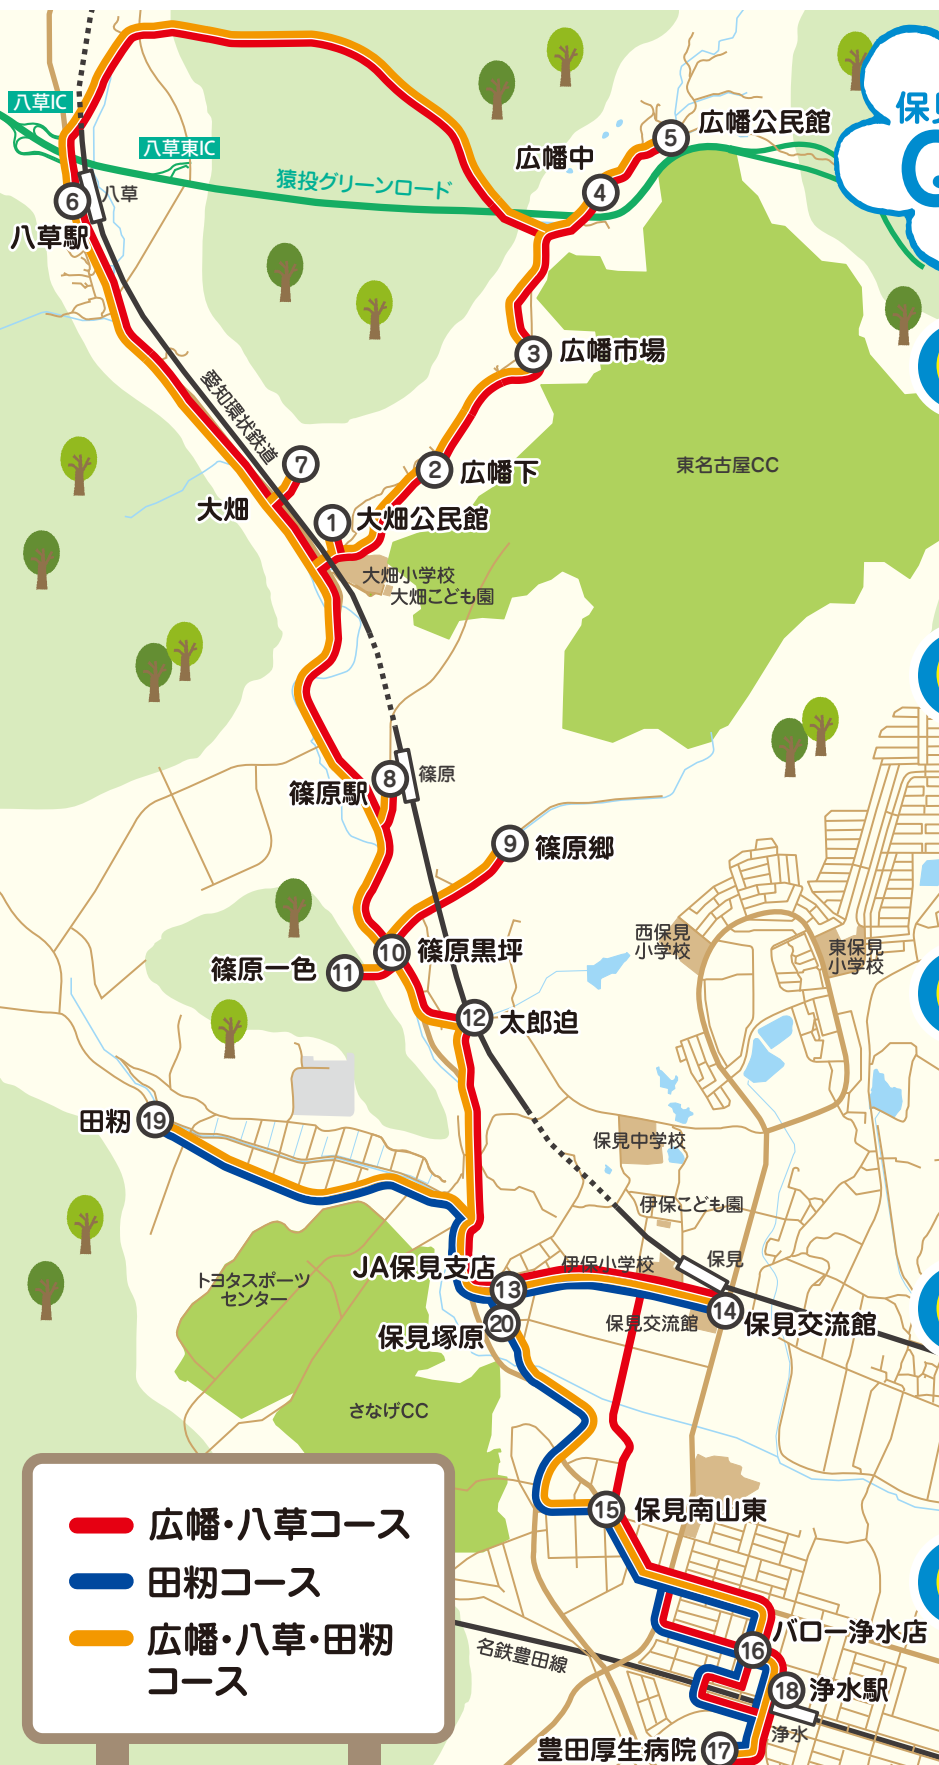 八草IC
八草東IC
猿投グリーンロード
保見
5
広幡公民館
広幡中
4
6
八草
八草駅
3
広幡市場
愛知環状鉄道
7
東名古屋CC
2
広幡下
大畑
1
大畑公民館
大畑小学校
大畑こども園
8
篠原
篠原駅
9
篠原郷
西保見
小学校
東保見
小学校
10
篠原黒坪
篠原一色
11
12
太郎迫
田籾
19
保見中学校
伊保こども園
保見
伊保小学校
JA保見支店
13
トヨタスポーツ
センター
14
保見交流館
保見交流館
20
保見塚原
さなげCC
15
保見南山東
広幡・八草コース
田籾コース
広幡・八草・田籾
コース
バロー浄水店
16
名鉄豊田線
18
浄水駅
浄水
豊田厚生病院
17